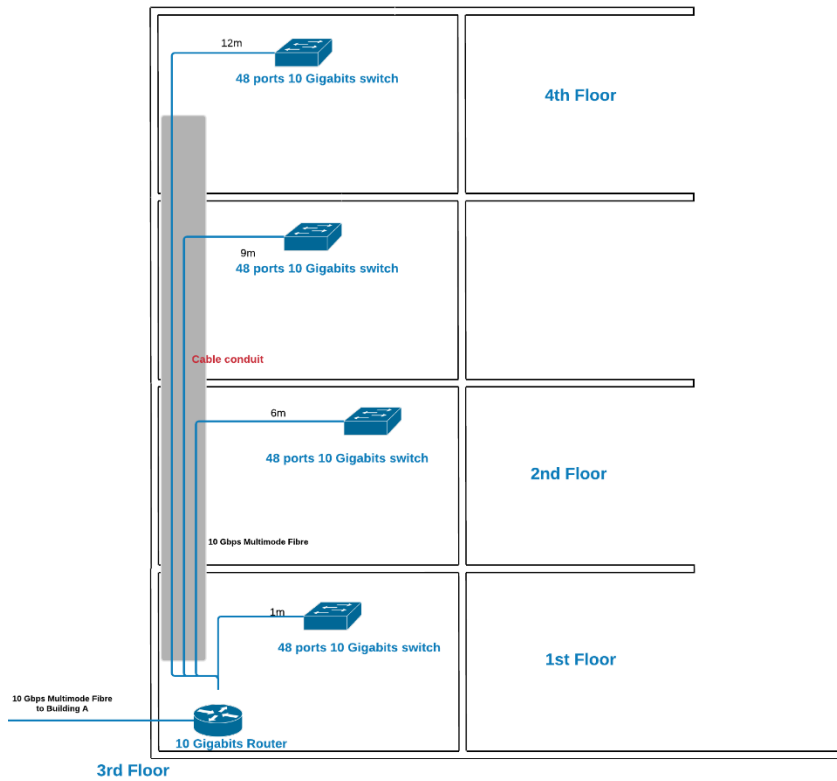 12m
48 ports 10 Gigabits switch
4th Floor
9m
48 ports 10 Gigabits switch
Cable conduit
6m
48 ports 10 Gigabits switch
2nd Floor
10 Gbps Multimode Fibre
1m
48 ports 10 Gigabits switch
1st Floor
10 Gbps Multimode Fibre
to Building A
10 Gigabits Router
3rd Floor